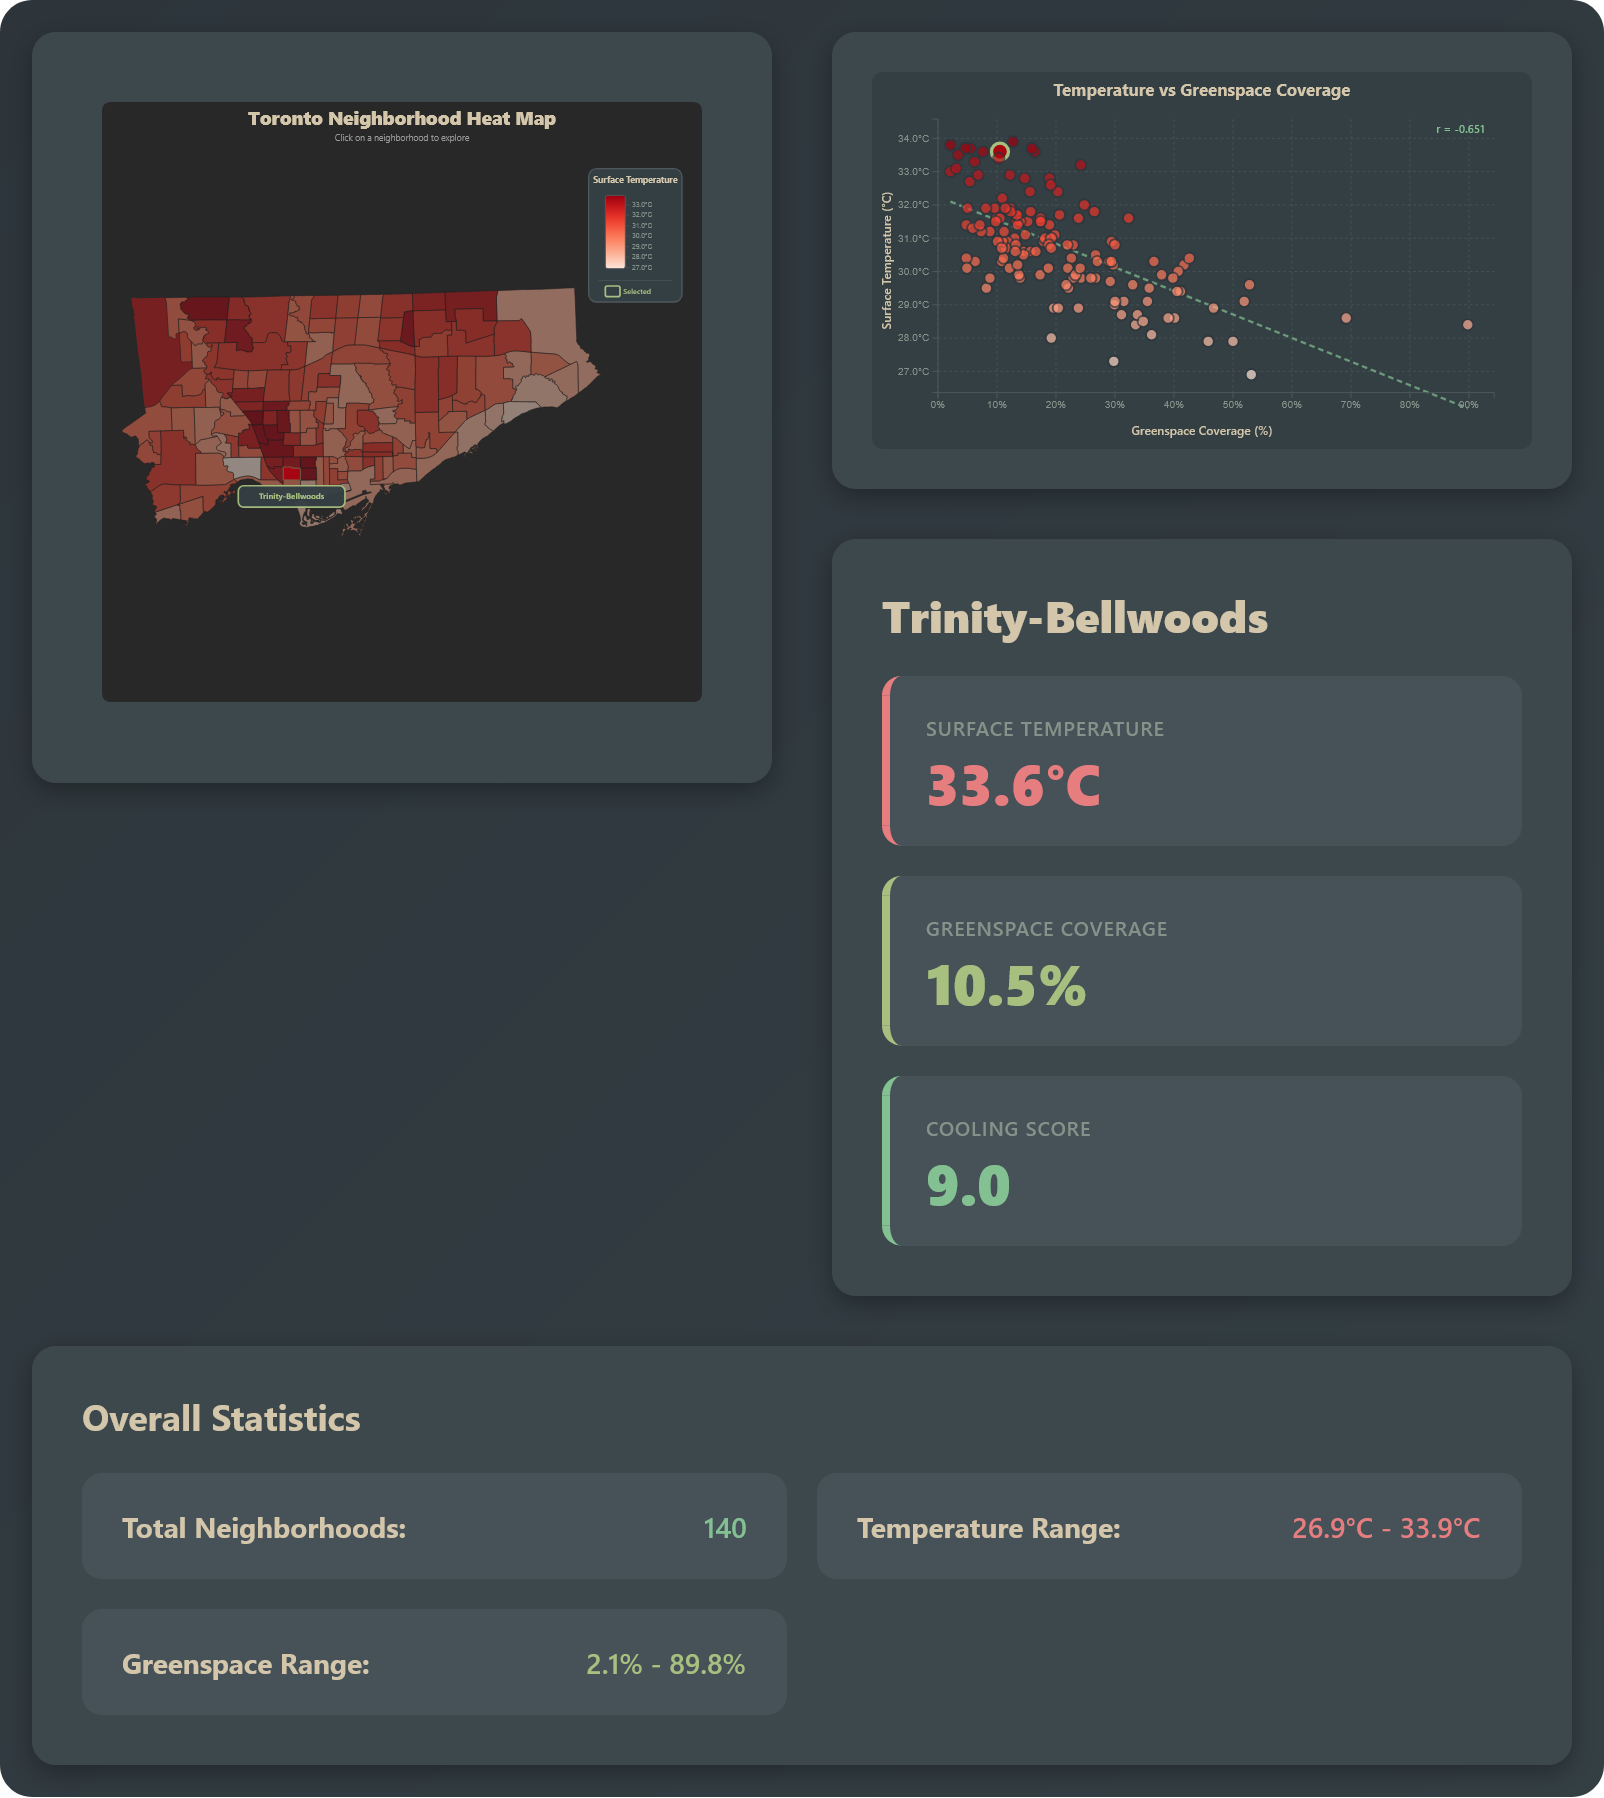 Toronto Neighborhood Heat Map
Click on a neighborhood to explore
Surface Temperature
33.0°C
32.0°C
31.0°C
30.0°C
29.0°C
28.0°C
27.0°C
Selected
Trinity-Bellwoods
Temperature vs Greenspace Coverage
r = -0.651
34.0°C
33.0°C
32.0°C
31.0°C
30.0°C
29.0°C
28.0°C
27.0°C
Surface Temperature (°C)
0% 10% 20% 30% 40% 50% 60% 70% 80% 90%
Greenspace Coverage (%)
Trinity-Bellwoods
SURFACE TEMPERATURE
33.6°C
GREENSPACE COVERAGE
10.5%
COOLING SCORE
9.0
Overall Statistics
Total Neighborhoods: 140
Temperature Range: 26.9°C - 33.9°C
Greenspace Range: 2.1% - 89.8%